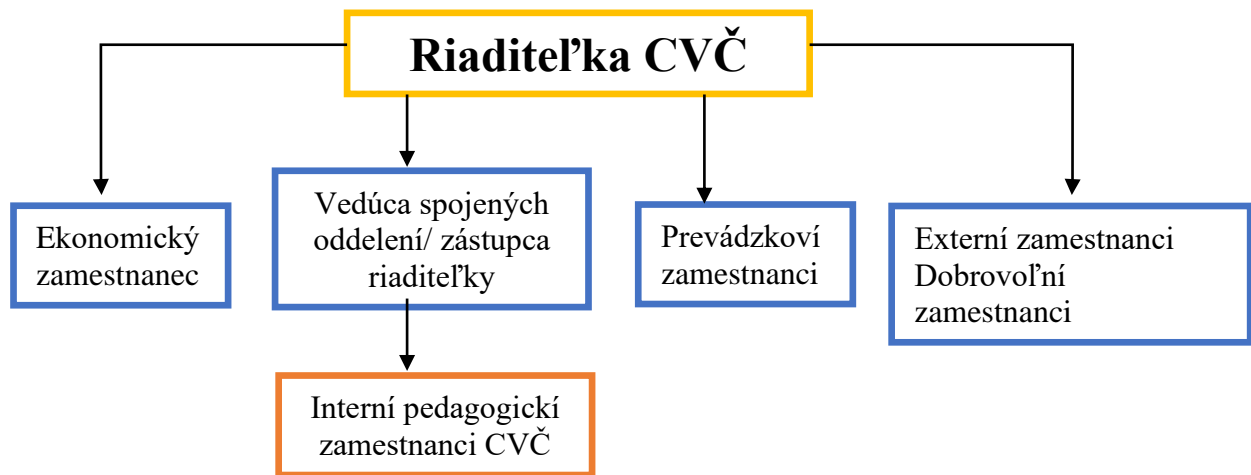 Riaditeľka CVČ
Ekonomický
zamestnanec
Vedúca spojených
oddelení/ zástupca
riaditeľky
Prevádzkoví
zamestnanci
Externí zamestnanci
Dobrovoľní
zamestnanci
Interní pedagogickí
zamestnanci CVČ